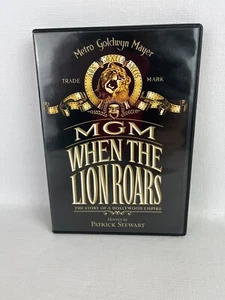 Metro Goldwyn Mayer
TRADE MARK
MGM
WHEN THE
LION ROARS
THE STORY OF A HOLLYWOOD EMPIRE
HOSTED BY
PATRICK STEWART